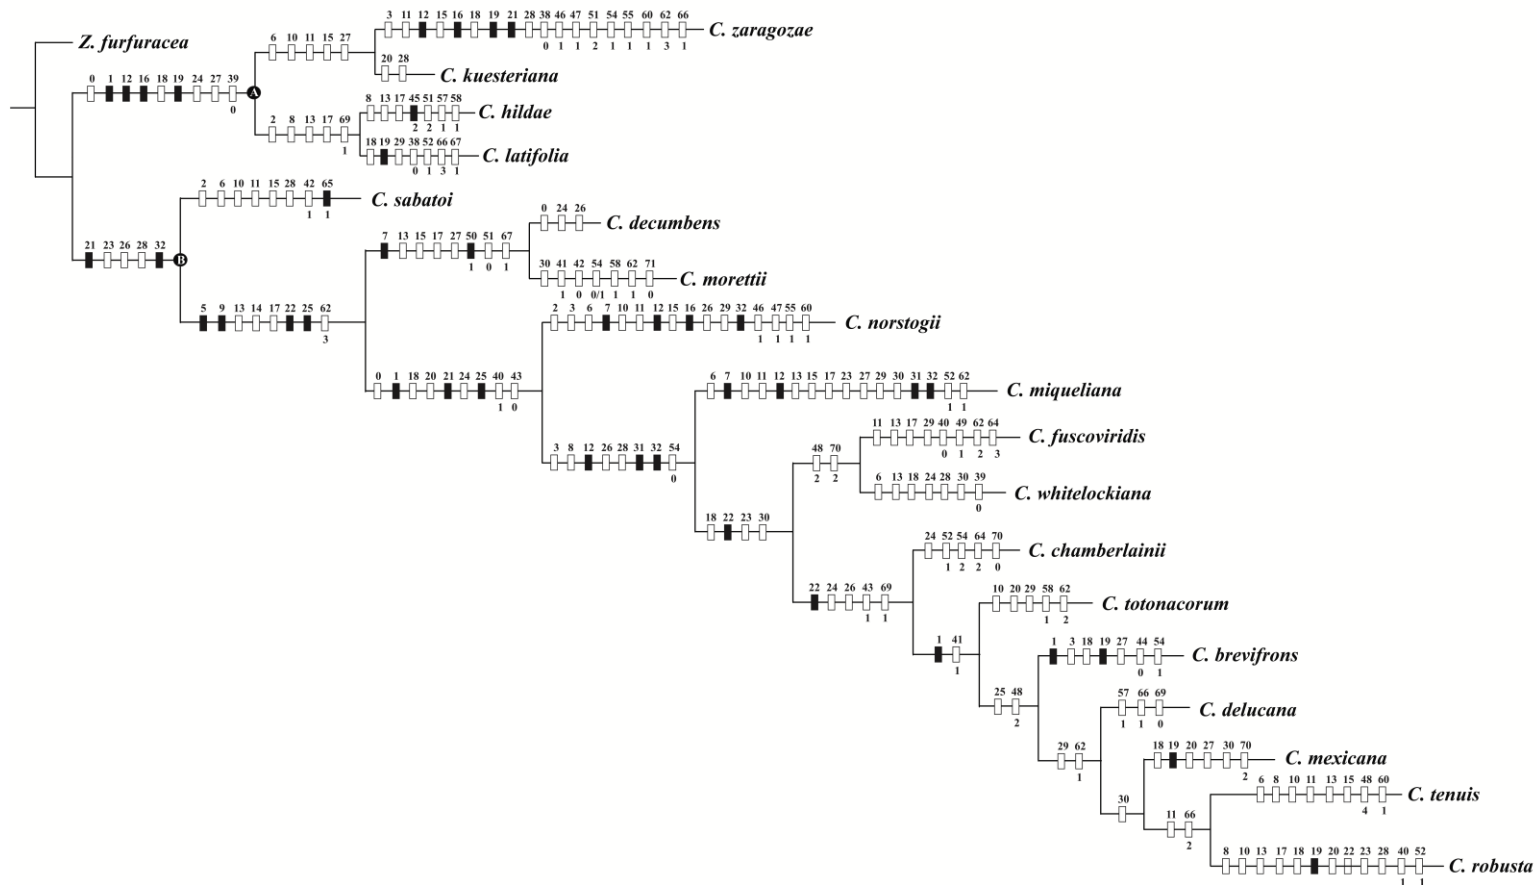 3 11 12 15 16 18 19 21 28 38 46 47 51 54 55 60 62 66
C. zaragozae
0 1 1 2 1 1 1 3 1
Z. furfuracea
6 10 11 15 27
20 28
C. kuesteriana
0 1 12 16 18 19 24 27 39
A
0
8 13 17 45 51 57 58
C. hildae
2 2 1 1
2 8 13 17 69
1
18 19 29 38 52 66 67
C. latifolia
0 1 3 1
2 6 10 11 15 28 42 65
C. sabatoi
1 1
0 24 26
C. decumbens
7 13 15 17 27 50 51 67
1 0 1
21 23 26 28 32
B
30 41 42 54 58 62 71
C. morettii
1 0 0/1 1 1 0
5 9 13 14 17 22 25 62
3
2 3 6 7 10 11 12 15 16 26 29 32 46 47 55 60
C. norstogii
1 1 1 1
0 1 18 20 21 24 25 40 43
1 0
6 7 10 11 12 13 15 17 23 27 29 30 31 32 52 62
C. miqueliana
1 1
11 13 17 29 40 49 62 64
C. fuscoviridis
0 1 2 3
3 8 12 26 28 31 32 54
0
48 70
2 2
6 13 18 24 28 30 39
C. whitelockiana
0
18 22 23 30
24 52 54 64 70
C. chamberlainii
1 2 2 0
22 24 26 43 69
1 1
10 20 29 58 62
C. totonacorum
1 2
1 41
1
1 3 18 19 27 44 54
C. brevifrons
0 1
25 48
2
57 66 69
C. delucana
1 1 0
29 62
1
18 19 20 27 30 70
C. mexicana
2
30
6 8 10 11 13 15 48 60
C. tenuis
4 1
11 66
2
8 10 13 17 18 19 20 22 23 28 40 52
C. robusta
1 1